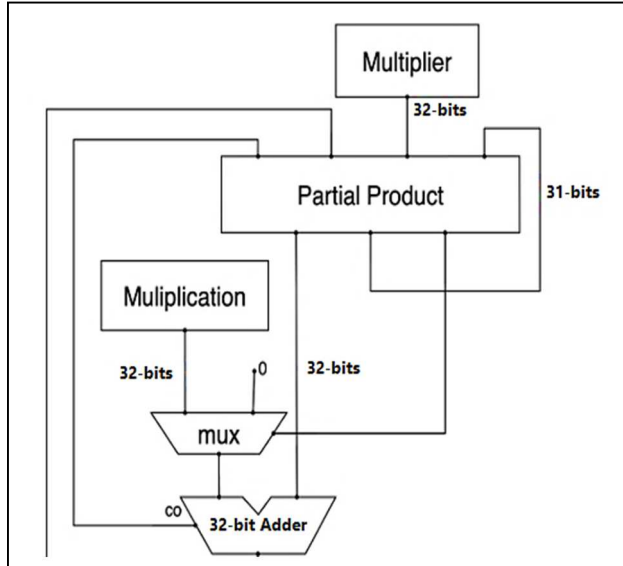 Multiplier
32-bits
Partial Product
31-bits
Muliplication
32-bits
0
32-bits
mux
co
32-bit Adder